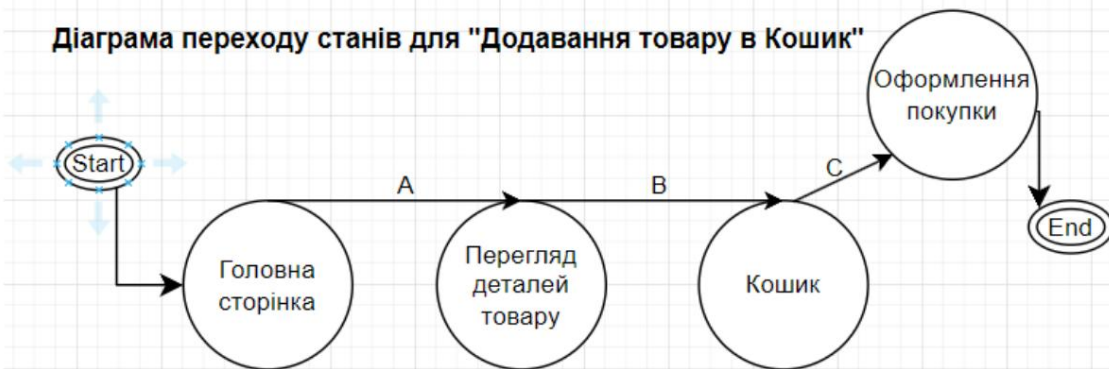 Діаграма переходу станів для "Додавання товару в Кошик"
Start
Головна
сторінка
A
Перегляд
деталей
товару
B
Кошик
C
Оформлення
покупки
End